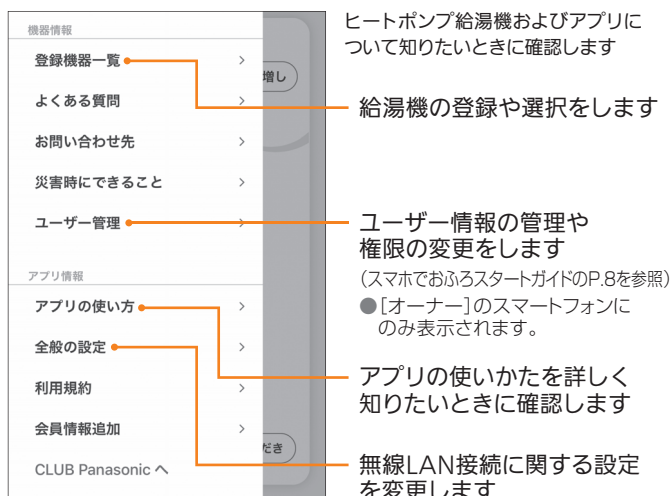 機器情報
登録機器一覧
よくある質問
お問い合わせ先
災害時にできること
ユーザー管理
アプリ情報
アプリの使い方
全般の設定
利用規約
会員情報追加
CLUB Panasonic へ
増し
だき
ヒートポンプ給湯機およびアプリに
ついて知りたいときに確認します
給湯機の登録や選択をします
ユーザー情報の管理や
権限の変更をします
(スマホでおふろスタートガイドのP.8を参照)
●[オーナー]のスマートフォンに
のみ表示されます。
アプリの使いかたを詳しく
知りたいときに確認します
無線LAN接続に関する設定
を変更します